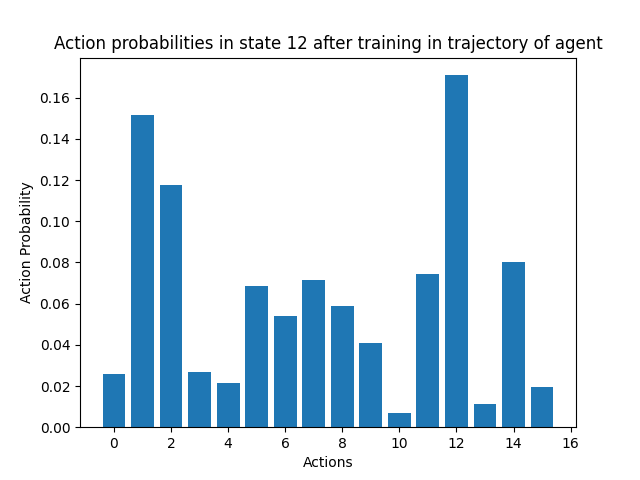 Action probabilities in state 12 after training in trajectory of agent
0.16
0.14
0.12
0.10
0.08
0.06
0.04
0.02
0.00
Action Probability
0 2 4 6 8 10 12 14 16
Actions